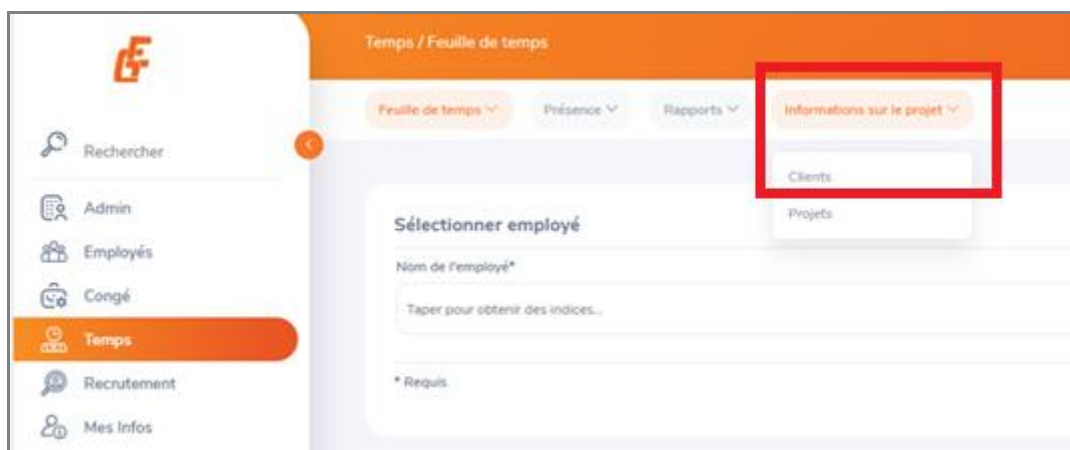 Temps / Feuille de temps
Feuille de temps Présence Rapports Informations sur le projet
Rechercher
Clients
Admin
Projets
Sélectionner employé
Employés
Nom de l'employé*
Congé
Taper pour obtenir des indices...
Temps
Recrutement
* Requis
Mes Infos